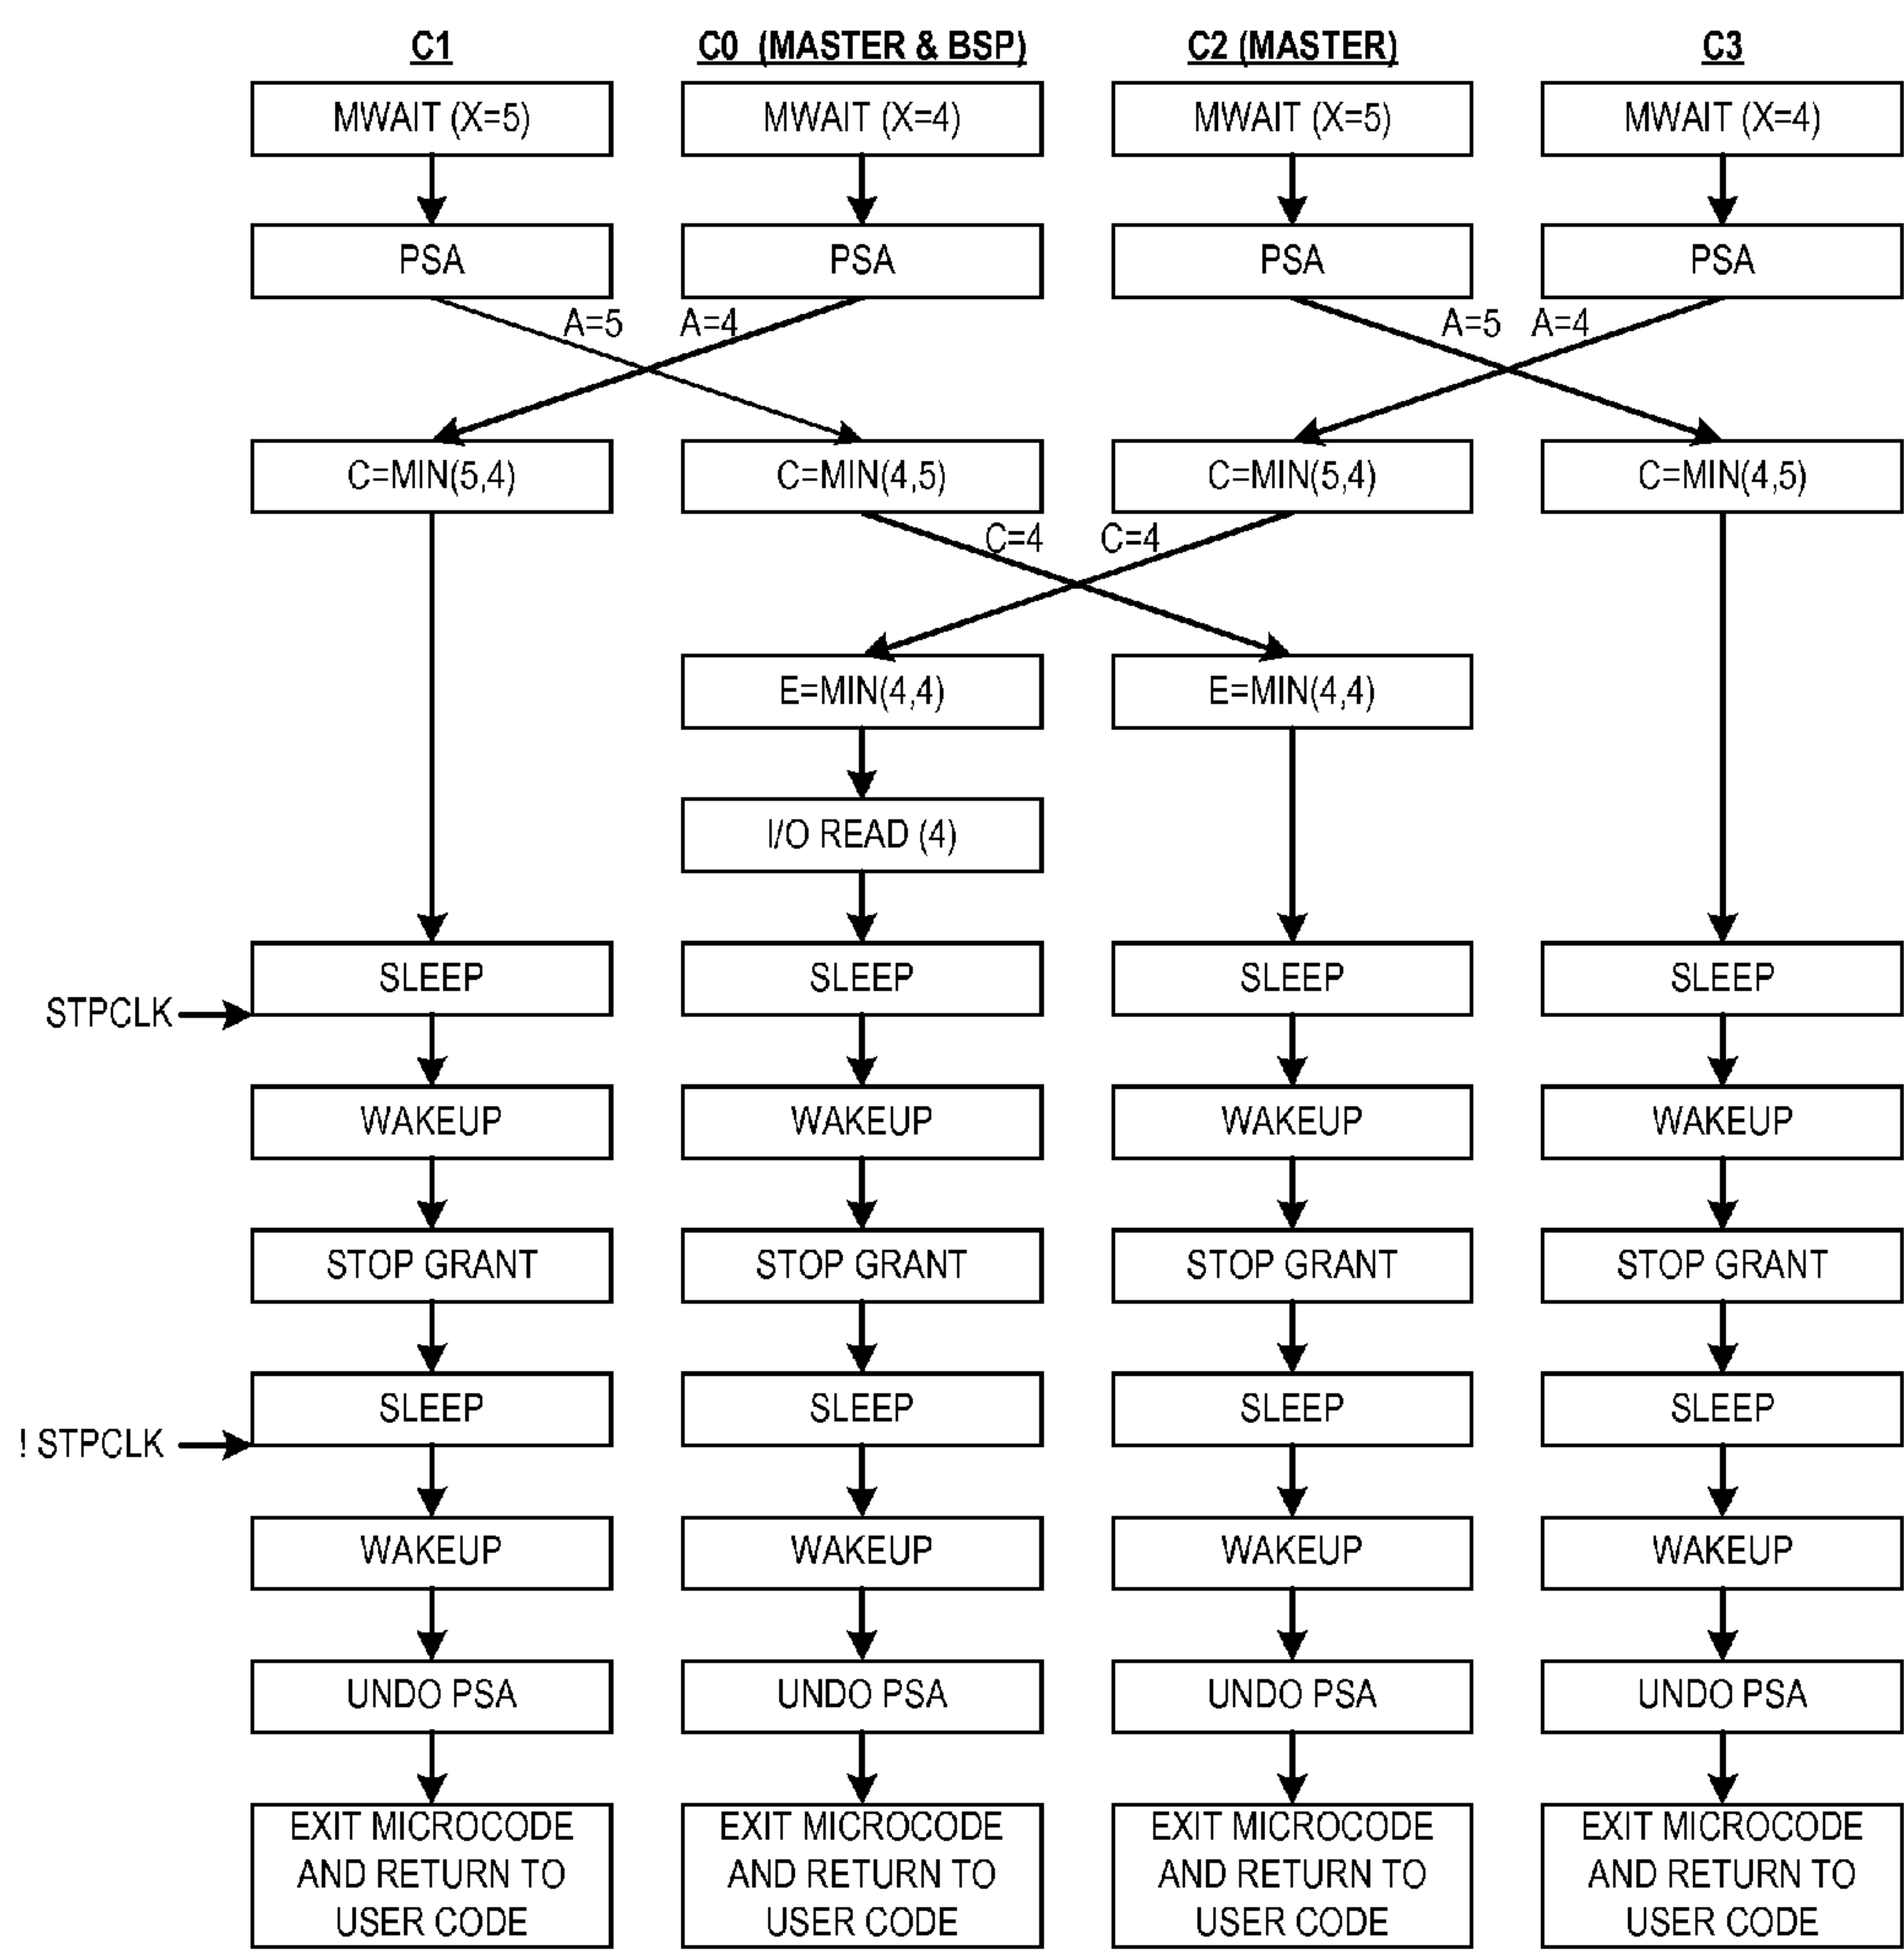 C1
C0 (MASTER & BSP)
C2 (MASTER)
C3
MWAIT (X=5)
MWAIT (X=4)
MWAIT (X=5)
MWAIT (X=4)
PSA
PSA
PSA
PSA
A=5
A=4
A=5
A=4
C=MIN(5,4)
C=MIN(4,5)
C=MIN(5,4)
C=MIN(4,5)
C=4
C=4
E=MIN(4,4)
E=MIN(4,4)
I/O READ (4)
SLEEP
SLEEP
SLEEP
SLEEP
STPCLK
WAKEUP
WAKEUP
WAKEUP
WAKEUP
STOP GRANT
STOP GRANT
STOP GRANT
STOP GRANT
SLEEP
SLEEP
SLEEP
SLEEP
! STPCLK
WAKEUP
WAKEUP
WAKEUP
WAKEUP
UNDO PSA
UNDO PSA
UNDO PSA
UNDO PSA
EXIT MICROCODE
AND RETURN TO
USER CODE
EXIT MICROCODE
AND RETURN TO
USER CODE
EXIT MICROCODE
AND RETURN TO
USER CODE
EXIT MICROCODE
AND RETURN TO
USER CODE